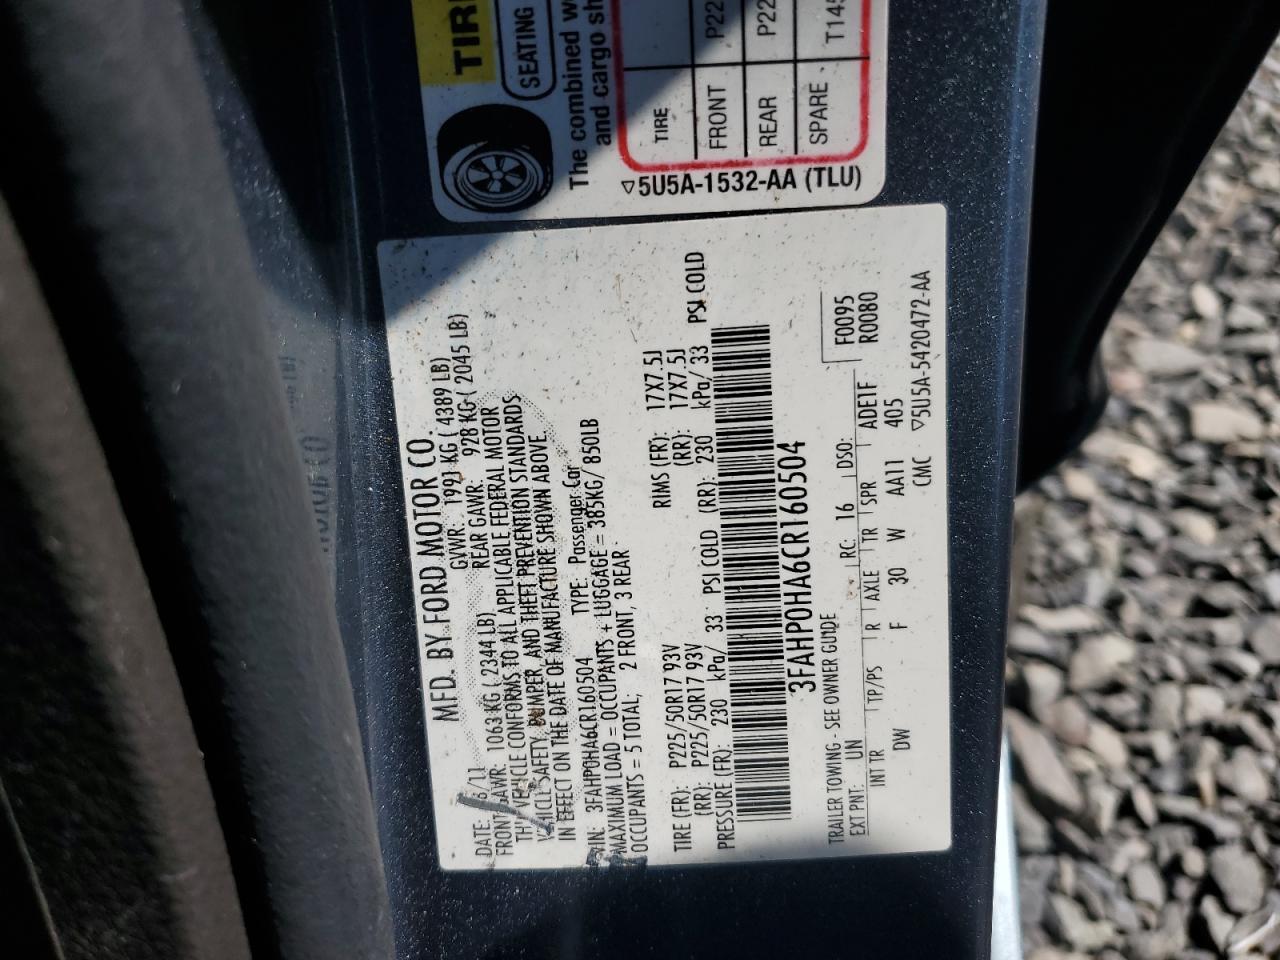 MFD. BY FORD MOTOR CO.
DATE: 6/11 GVWR: 1991 KG ( 4389 LB)
FRONT GAWR: 1063 KG ( 2344 LB) REAR GAWR: 928 KG ( 2045 LB)
THIS VEHICLE CONFORMS TO ALL APPLICABLE FEDERAL MOTOR
VEHICLE SAFETY, BUMPER, AND THEFT PREVENTION STANDARDS
IN EFFECT ON THE DATE OF MANUFACTURE SHOWN ABOVE.
VIN: 3FAHP0HA6CR160504 TYPE: Passenger Car
MAXIMUM LOAD = OCCUPANTS + LUGGAGE = 385KG/ 850LB
OCCUPANTS = 5 TOTAL; 2 FRONT, 3 REAR
TIRE (FR): P225/50R17 93V RIMS (FR): 17X7.5J
(RR): P225/50R17 93V (RR): 17X7.5J
PRESSURE (FR): 230 kPa/ 33 PSI COLD (RR): 230 kPa/ 33 PSI COLD
3FAHP0HA6CR160504
TRAILER TOWING - SEE OWNER GUIDE
F0095
R0080
EXT PNT: UN RC: 16 DSO:
INT TR TP/PS R AXLE TR SPR ADE1F
DW F 30 W AA11 405
CMC ▽5U5A-5420472-AA
TIR
SEATING
The combined w
and cargo sh
TIRE
FRONT P22
REAR P22
SPARE T145
▽5U5A-1532-AA (TLU)